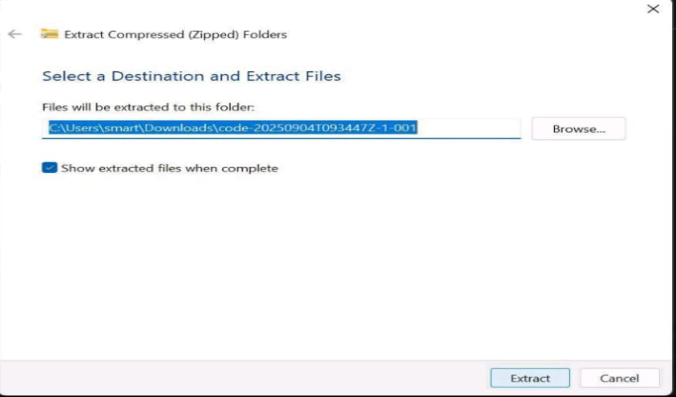 Extract Compressed (Zipped) Folders
Select a Destination and Extract Files
Files will be extracted to this folder:
C:\Users\smart\Downloads\code-20250904T093447Z-1-001
Browse...
Show extracted files when complete
Extract
Cancel